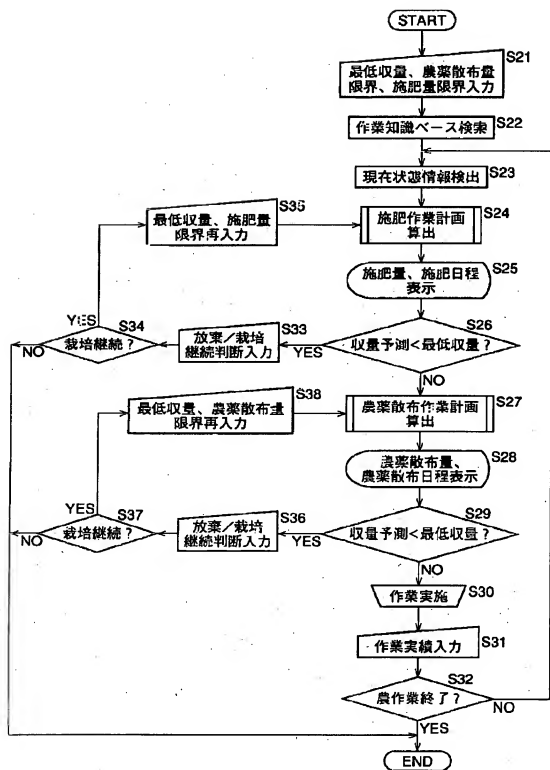 START
S21
最低収量、農薬散布量
限界、施肥量限界入力
作業知識ベース検索
S22
S23
現在状態情報検出
S35
最低収量、施肥量
限界再入力
S24
施肥作業計画
算出
S25
施肥量、施肥日程
表示
YES
S34
栽培継続？
NO
S33
放棄／栽培
継続判断入力
YES
S26
収量予測＜最低収量？
NO
S38
最低収量、農薬散布量
限界再入力
S27
農薬散布作業計画
算出
S28
農薬散布量、
農薬散布日程表示
YES
S37
栽培継続？
NO
S36
放棄／栽培
継続判断入力
YES
S29
収量予測＜最低収量？
NO
作業実施
S30
作業実績入力
S31
S32
農作業終了？
NO
YES
END